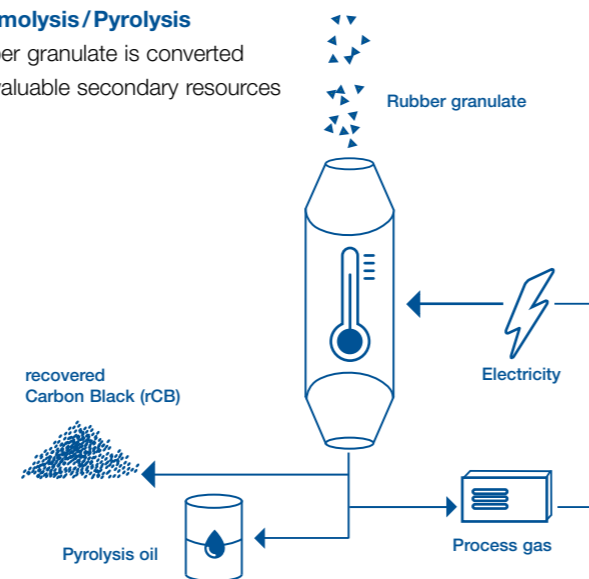 molysis/Pyrolysis
er granulate is converted
valuable secondary resources
Rubber granulate
Electricity
recovered
Carbon Black (rCB)
Pyrolysis oil
Process gas